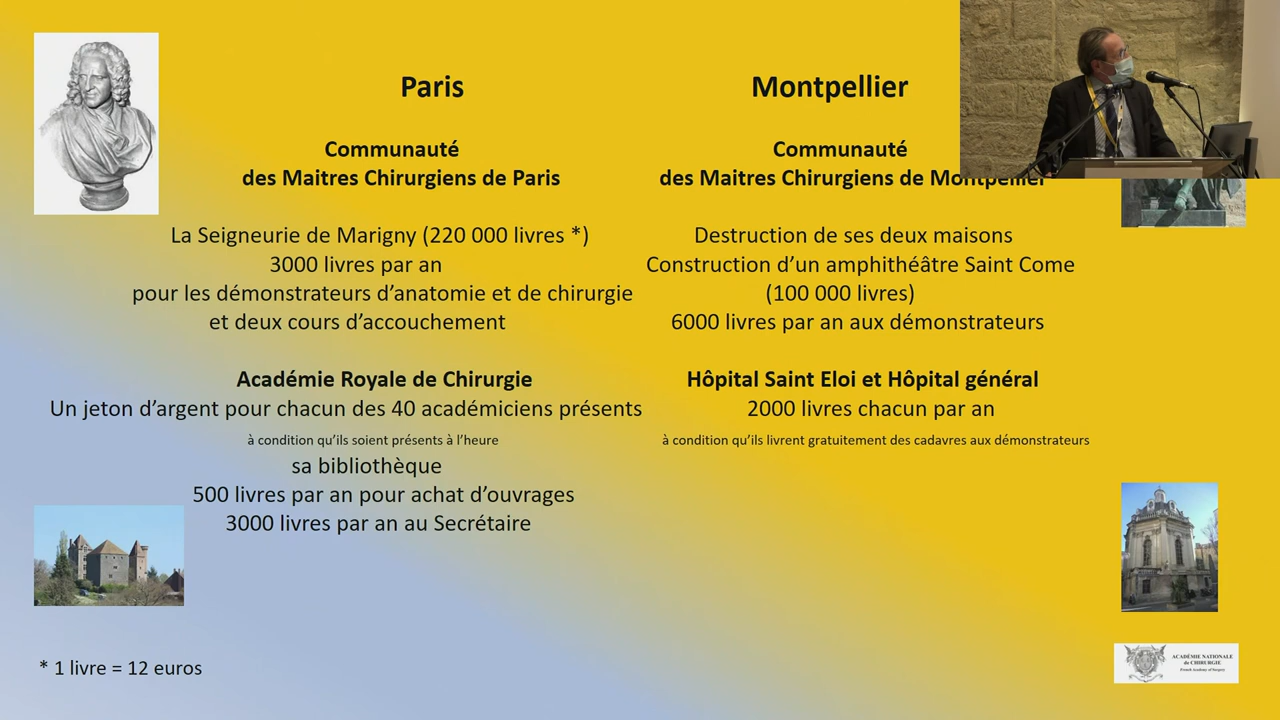 Paris
Communauté
des Maitres Chirurgiens de Paris
La Seigneurie de Marigny (220 000 livres *)
3000 livres par an
pour les démonstrateurs d’anatomie et de chirurgie
et deux cours d’accouchement
Académie Royale de Chirurgie
Un jeton d’argent pour chacun des 40 académiciens présents
à condition qu’ils soient présents à l’heure
sa bibliothèque
500 livres par an pour achat d’ouvrages
3000 livres par an au Secrétaire
* 1 livre = 12 euros
Montpellier
Communauté
des Maitres Chirurgiens de Montpellier
Destruction de ses deux maisons
Construction d’un amphithéâtre Saint Come
(100 000 livres)
6000 livres par an aux démonstrateurs
Hôpital Saint Eloi et Hôpital général
2000 livres chacun par an
à condition qu’ils livrent gratuitement des cadavres aux démonstrateurs
ACADÉMIE NATIONALE
de CHIRURGIE
French Academy of Surgery